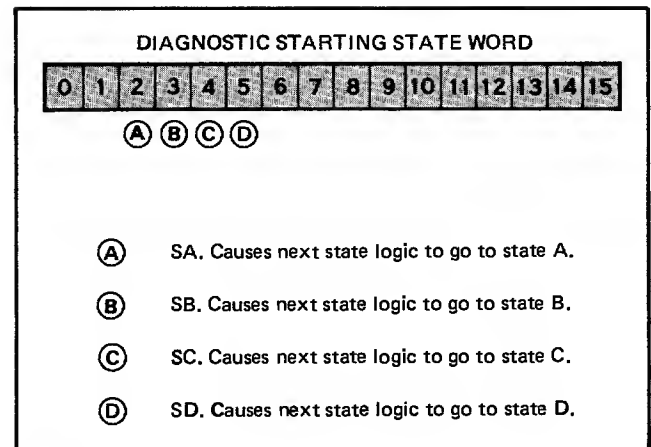 DIAGNOSTIC STARTING STATE WORD
0 1 2 3 4 5 6 7 8 9 10 11 12 13 14 15
A B C D
A SA. Causes next state logic to go to state A.
B SB. Causes next state logic to go to state B.
C SC. Causes next state logic to go to state C.
D SD. Causes next state logic to go to state D.